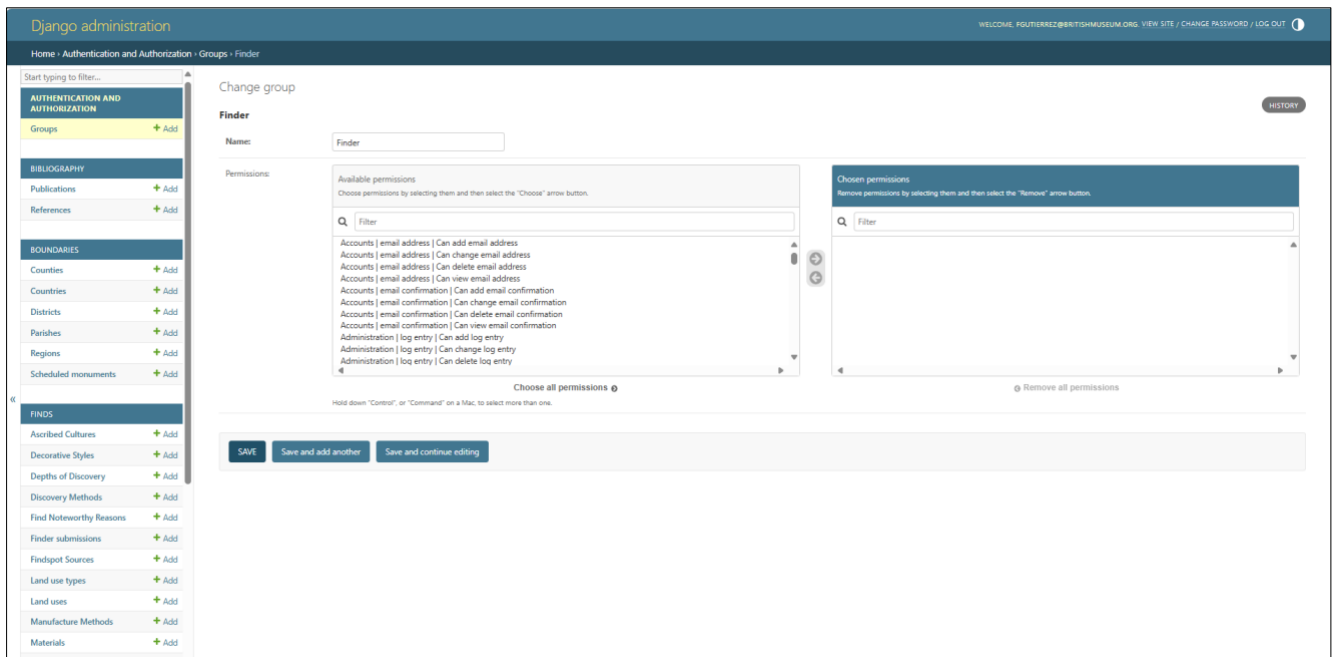 Django administration
WELCOME, FGUTIERREZ@BRITISHMUSEUM.ORG. VIEW SITE / CHANGE PASSWORD / LOG OUT
Home › Authentication and Authorization › Groups › Finder
Start typing to filter...
AUTHENTICATION AND
AUTHORIZATION
Groups + Add
BIBLIOGRAPHY
Publications + Add
References + Add
BOUNDARIES
Counties + Add
Countries + Add
Districts + Add
Parishes + Add
Regions + Add
Scheduled monuments + Add
«
FINDS
Ascribed Cultures + Add
Decorative Styles + Add
Depths of Discovery + Add
Discovery Methods + Add
Find Noteworthy Reasons + Add
Finder submissions + Add
Findspot Sources + Add
Land use types + Add
Land uses + Add
Manufacture Methods + Add
Materials + Add
Change group
HISTORY
Finder
Name: Finder
Permissions:
Available permissions
Choose permissions by selecting them and then select the "Choose" arrow button.
Filter
Accounts | email address | Can add email address
Accounts | email address | Can change email address
Accounts | email address | Can delete email address
Accounts | email address | Can view email address
Accounts | email confirmation | Can add email confirmation
Accounts | email confirmation | Can change email confirmation
Accounts | email confirmation | Can delete email confirmation
Accounts | email confirmation | Can view email confirmation
Administration | log entry | Can add log entry
Administration | log entry | Can change log entry
Administration | log entry | Can delete log entry
Choose all permissions
Hold down "Control", or "Command" on a Mac, to select more than one.
Chosen permissions
Remove permissions by selecting them and then select the "Remove" arrow button.
Filter
Remove all permissions
SAVE
Save and add another
Save and continue editing